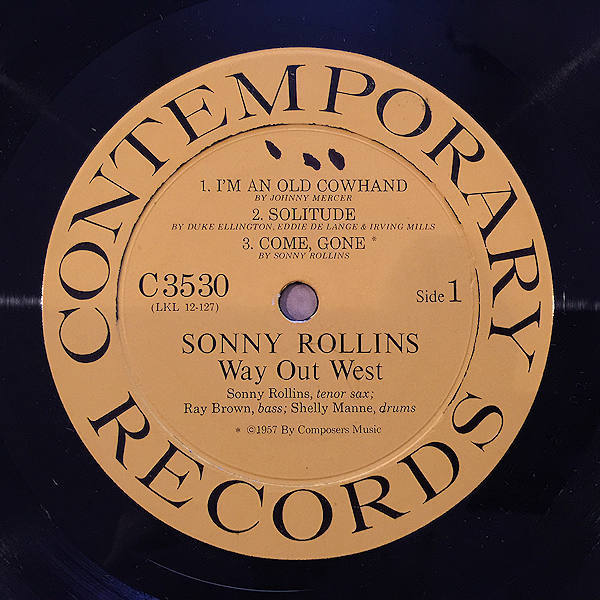 CONTEMPORARY
1. I'M AN OLD COWHAND
BY JOHNNY MERCER
2. SOLITUDE
BY DUKE ELLINGTON, EDDIE DE LANGE & IRVING MILLS
3. COME, GONE *
BY SONNY ROLLINS
C 3530
(LKL 12-127)
Side 1
SONNY ROLLINS
Way Out West
Sonny Rollins, tenor sax;
Ray Brown, bass; Shelly Manne, drums
* ©1957 By Composers Music
RECORDS